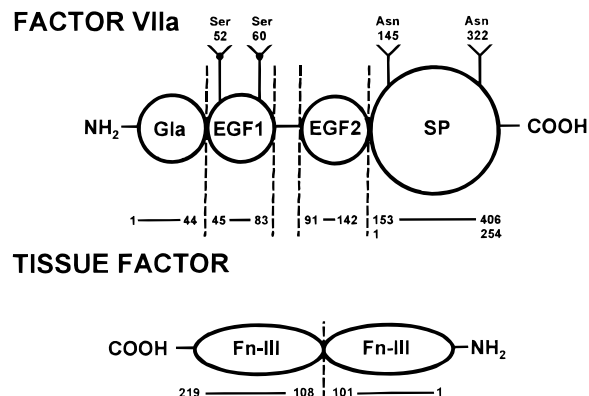 FACTOR VIIa
Ser 52
Ser 60
Asn 145
Asn 322
NH2 Gla EGF1 EGF2 SP COOH
1 44 45 83 91 142 153 406
1 254
TISSUE FACTOR
COOH Fn-III Fn-III NH2
219 108 101 1